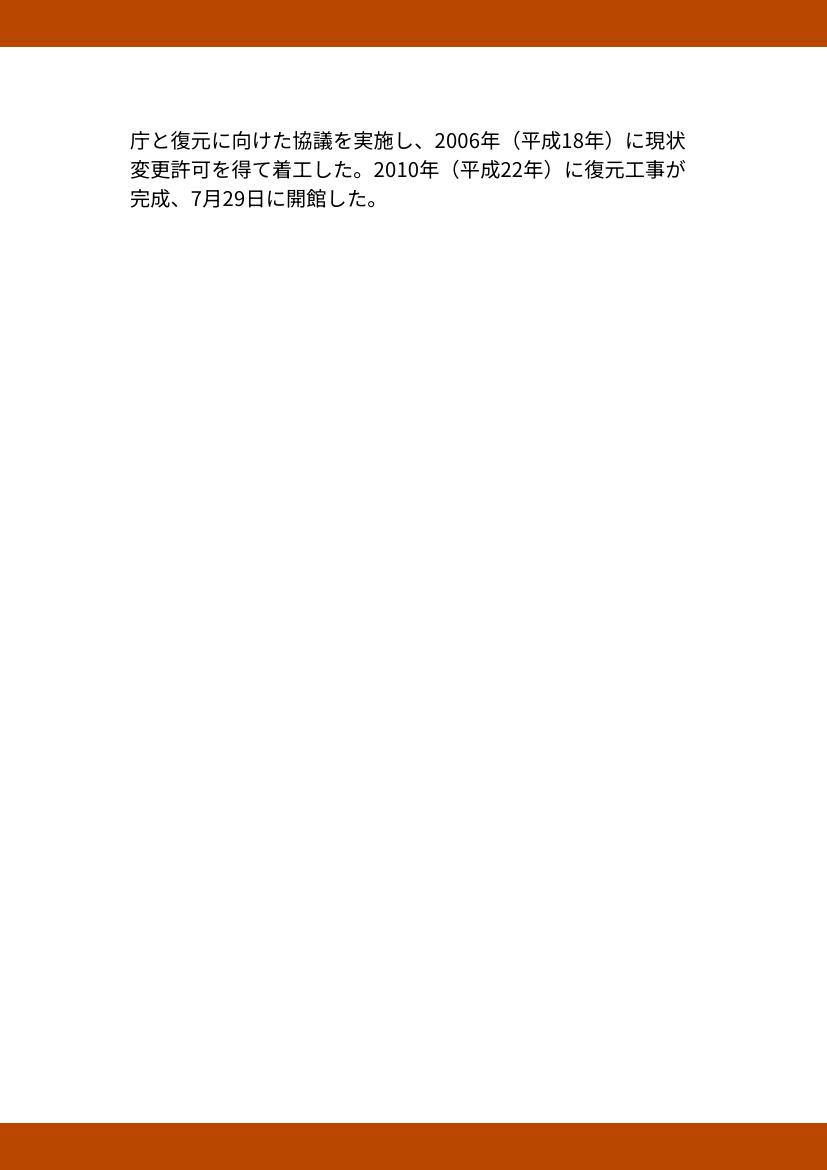 庁と復元に向けた協議を実施し、2006年（平成18年）に現状
変更許可を得て着工した。2010年（平成22年）に復元工事が
完成、7月29日に開館した。